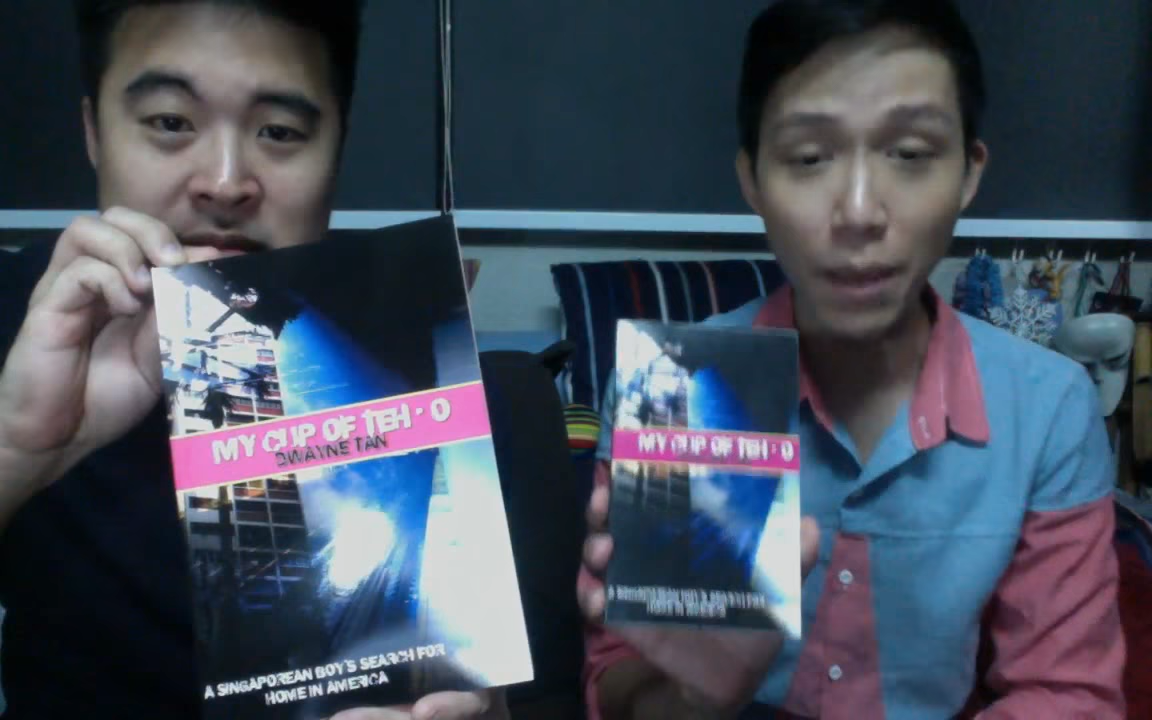 MY CUP OF TEH · O
DWAYNE TAN
A SINGAPOREAN BOY'S SEARCH FOR
HOME IN AMERICA
MY CUP OF TEH · O